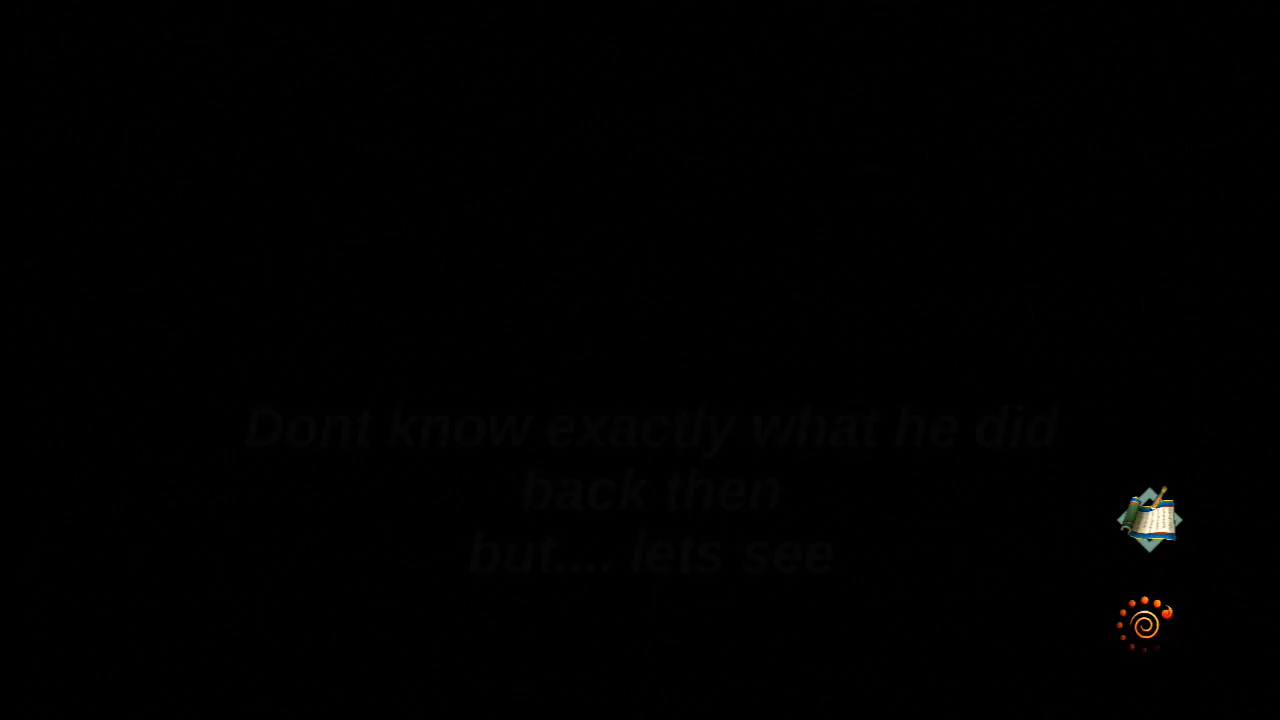 Dont know exactly what he did
back then
but.... lets see